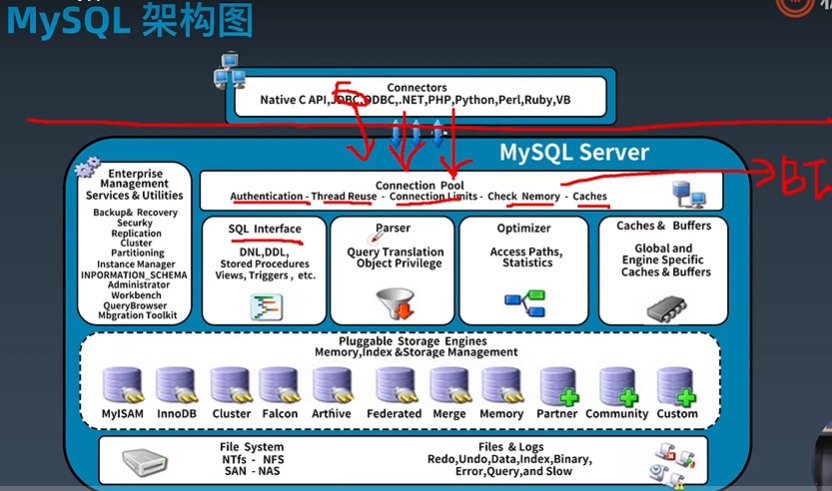 MySQL 架构图
Connectors
Native C API,JDBC,ODBC,.NET,PHP,Python,Perl,Ruby,VB
MySQL Server
Enterprise
Management
Services & Utilities
Backup& Recovery
Securky
Replication
Cluster
Partitioning
Instance Manager
INPORMATION_SCHEMA
Administrator
Workbench
QueryBrowser
Mbgration Toolkit
Connection Pool
Authentication - Thread Reuse - Connection Limits - Check Nemory - Caches
SQL Interface
DNL,DDL,
Stored Procedures
Views, Triggers , etc.
Parser
Query Translation
Object Privilege
Optimizer
Access Paths,
Statistics
Caches & Buffers
Global and
Engine Specific
Caches & Buffers
Pluggable Storage Engines
Memory,Index &Storage Management
MyISAM InnoDB Cluster Falcon Arthive Federated Merge Memory Partner Community Custom
File System
NTfs - NFS
SAN - NAS
Files & Logs
Redo,Undo,Data,Index,Binary,
Error,Query,and Slow